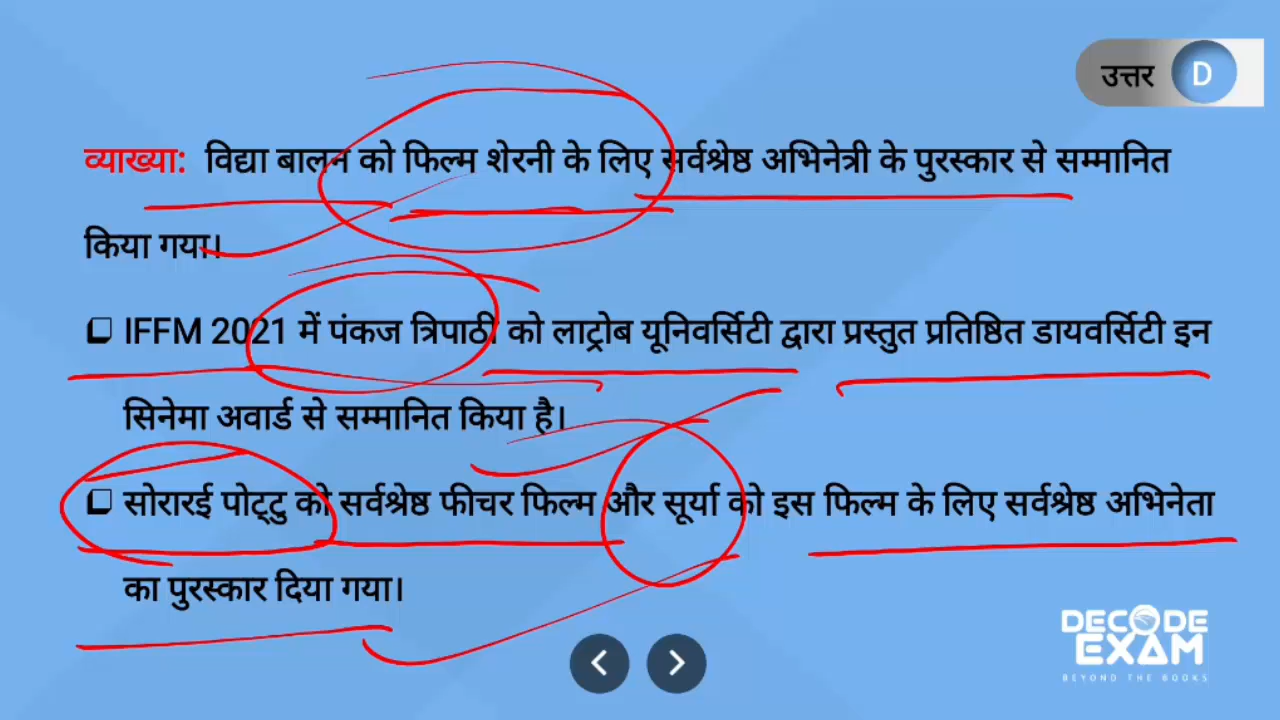 उत्तर D
व्याख्या: विद्या बालन को फिल्म शेरनी के लिए सर्वश्रेष्ठ अभिनेत्री के पुरस्कार से सम्मानित
किया गया।
❑ IFFM 2021 में पंकज त्रिपाठी को लाट्रोब यूनिवर्सिटी द्वारा प्रस्तुत प्रतिष्ठित डायवर्सिटी इन
सिनेमा अवार्ड से सम्मानित किया है।
❑ सोरारई पोट्टु को सर्वश्रेष्ठ फीचर फिल्म और सूर्या को इस फिल्म के लिए सर्वश्रेष्ठ अभिनेता
का पुरस्कार दिया गया।
DECODE
EXAM
BEYOND THE BOOKS